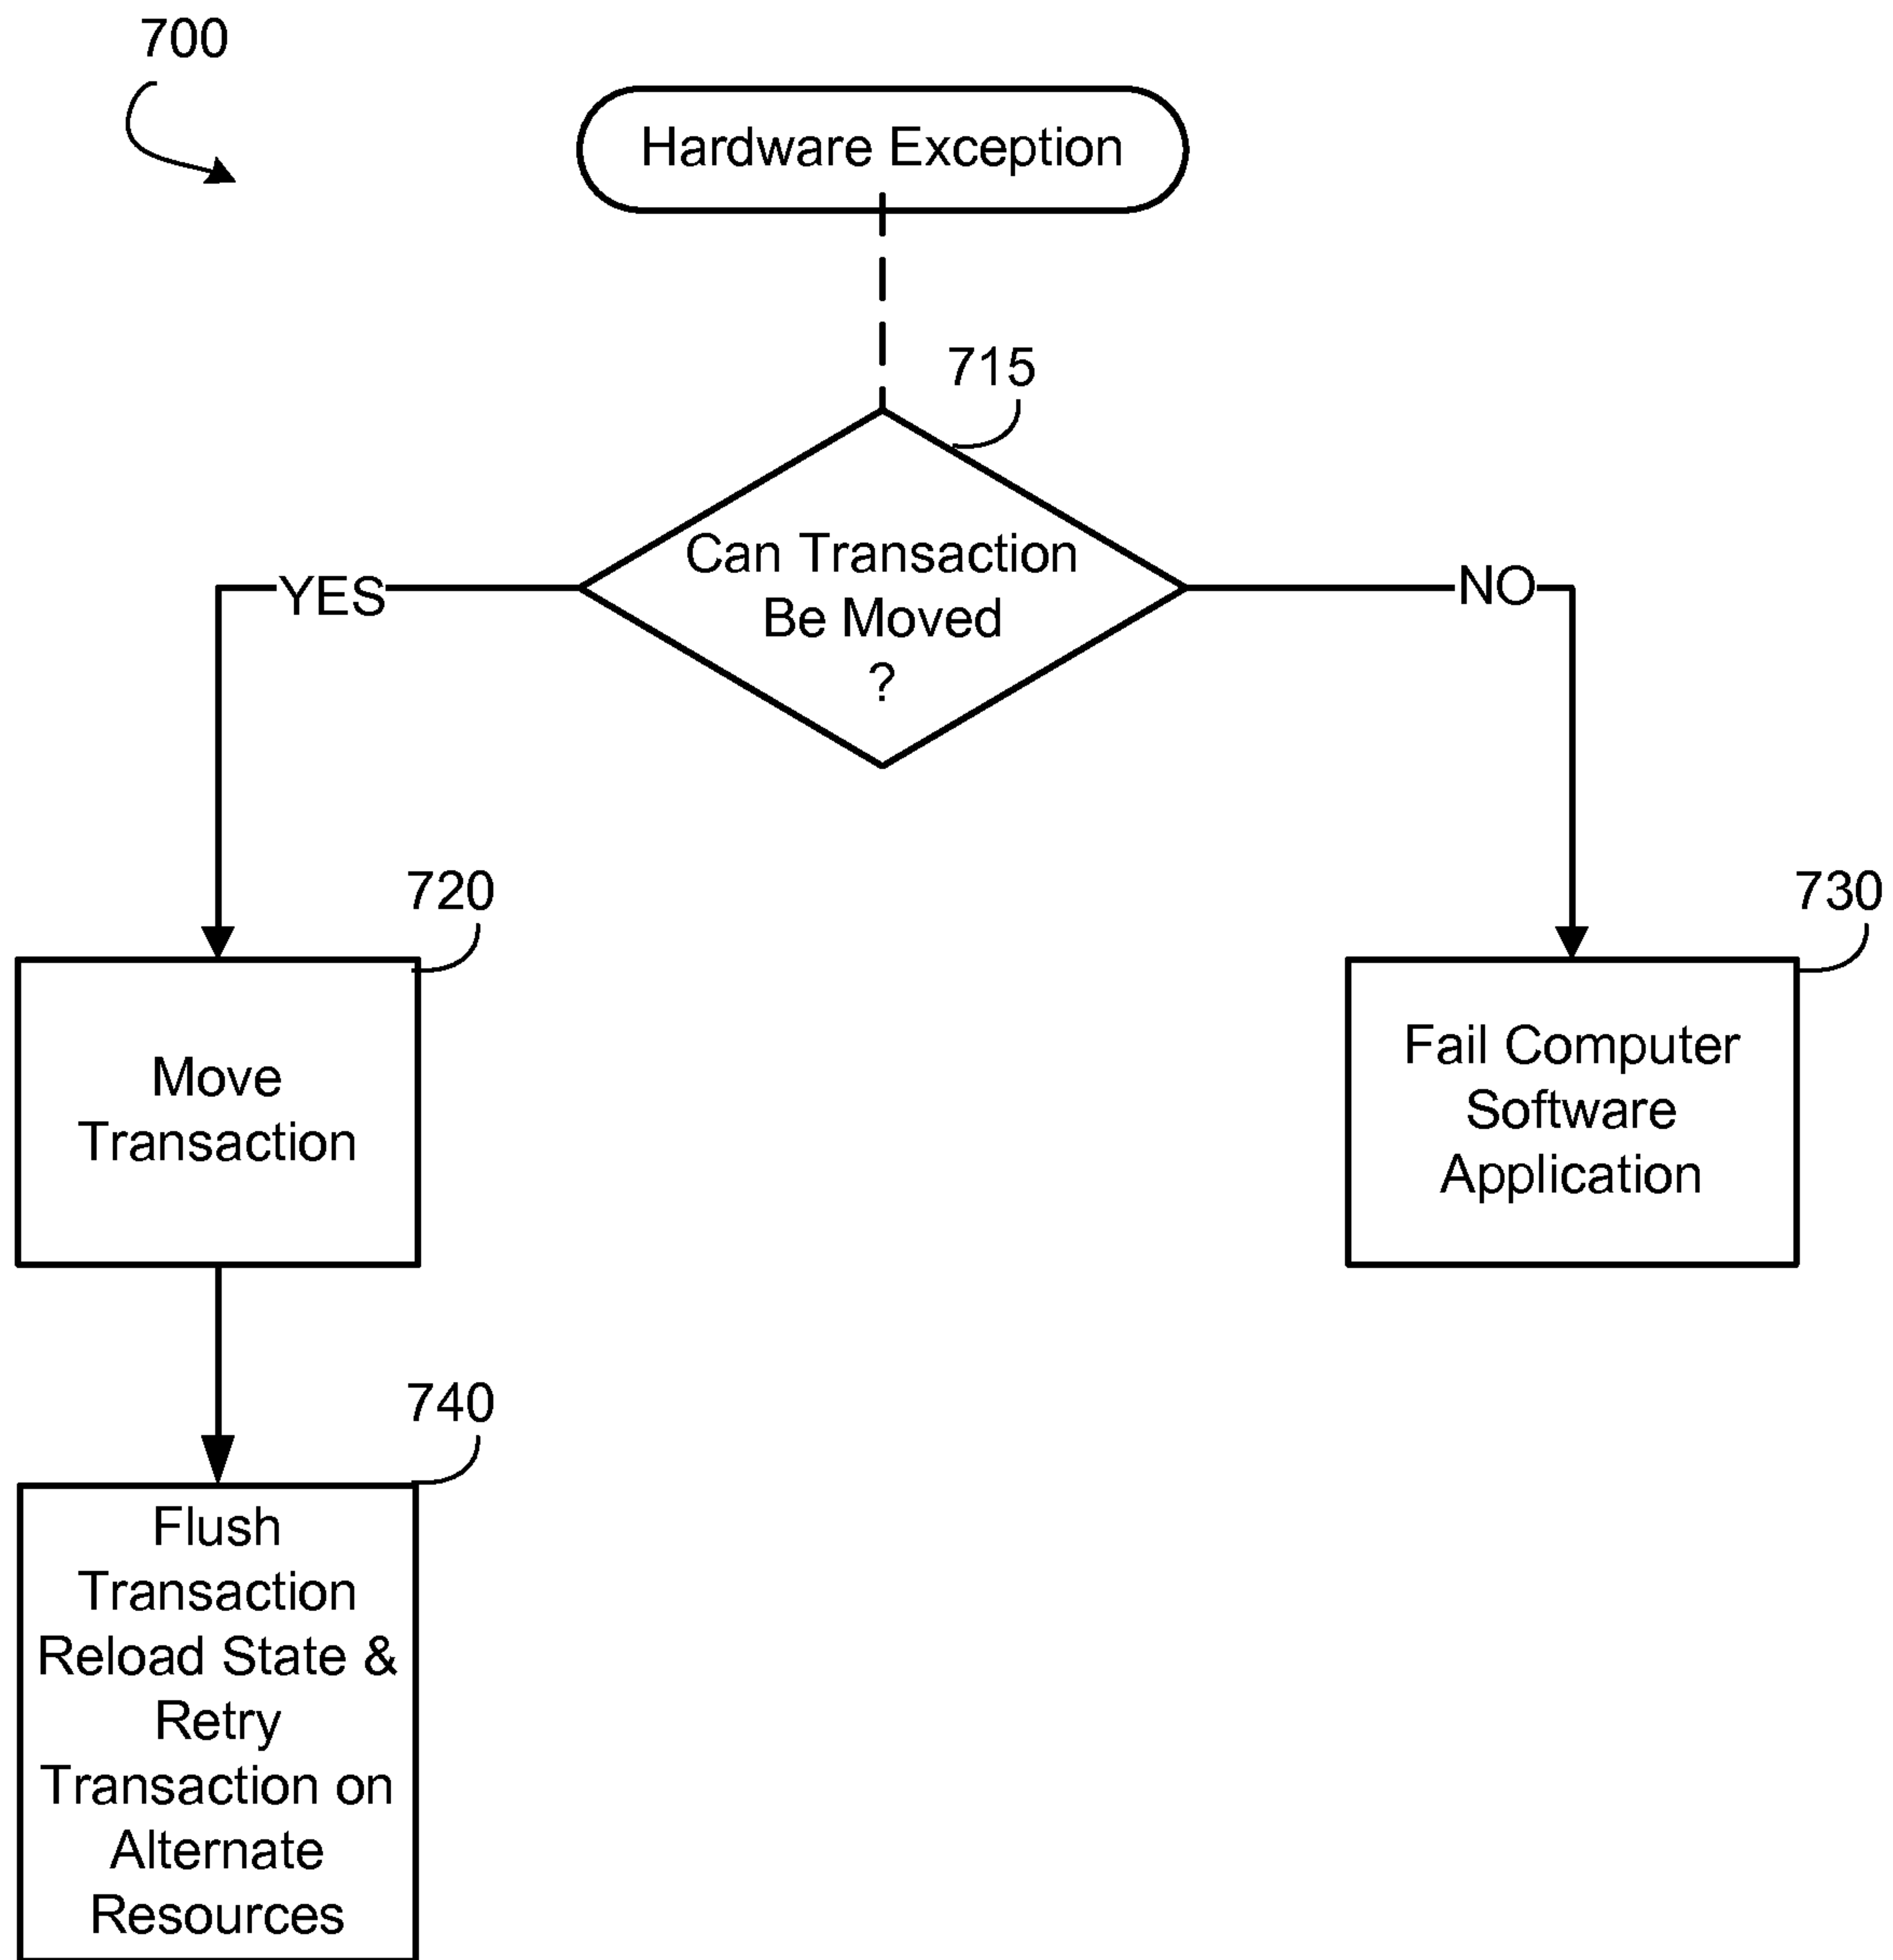 700
Hardware Exception
715
Can Transaction
Be Moved
?
YES
NO
720
730
Move
Transaction
Fail Computer
Software
Application
740
Flush
Transaction
Reload State &
Retry
Transaction on
Alternate
Resources